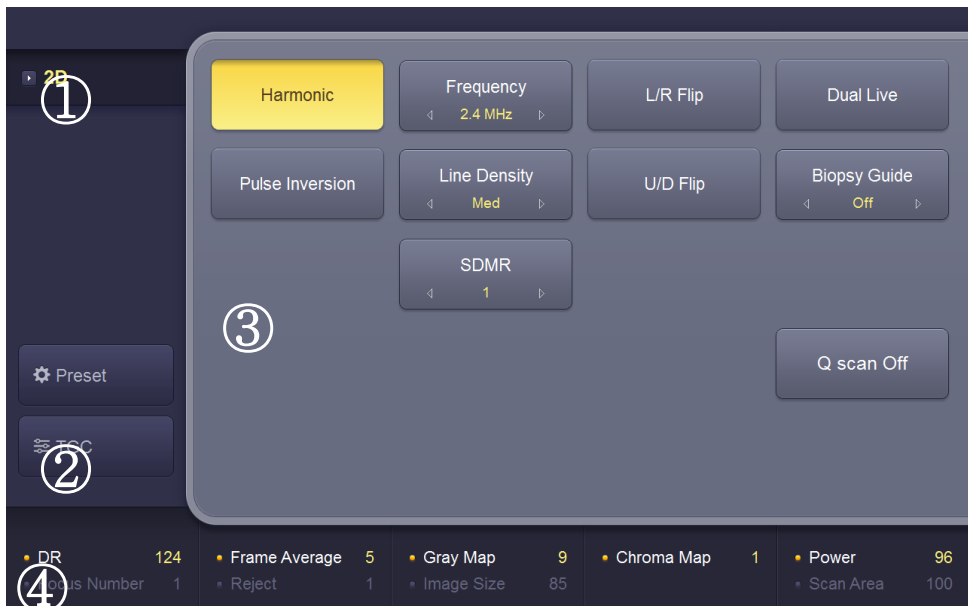 2D
①
Harmonic
Frequency
2.4 MHz
L/R Flip
Dual Live
Pulse Inversion
Line Density
Med
U/D Flip
Biopsy Guide
Off
SDMR
1
③
Preset
Q scan Off
TGC
②
DR 124
Frame Average 5
Gray Map 9
Chroma Map 1
Power 96
④
Focus Number 1
Reject 1
Image Size 85
Scan Area 100